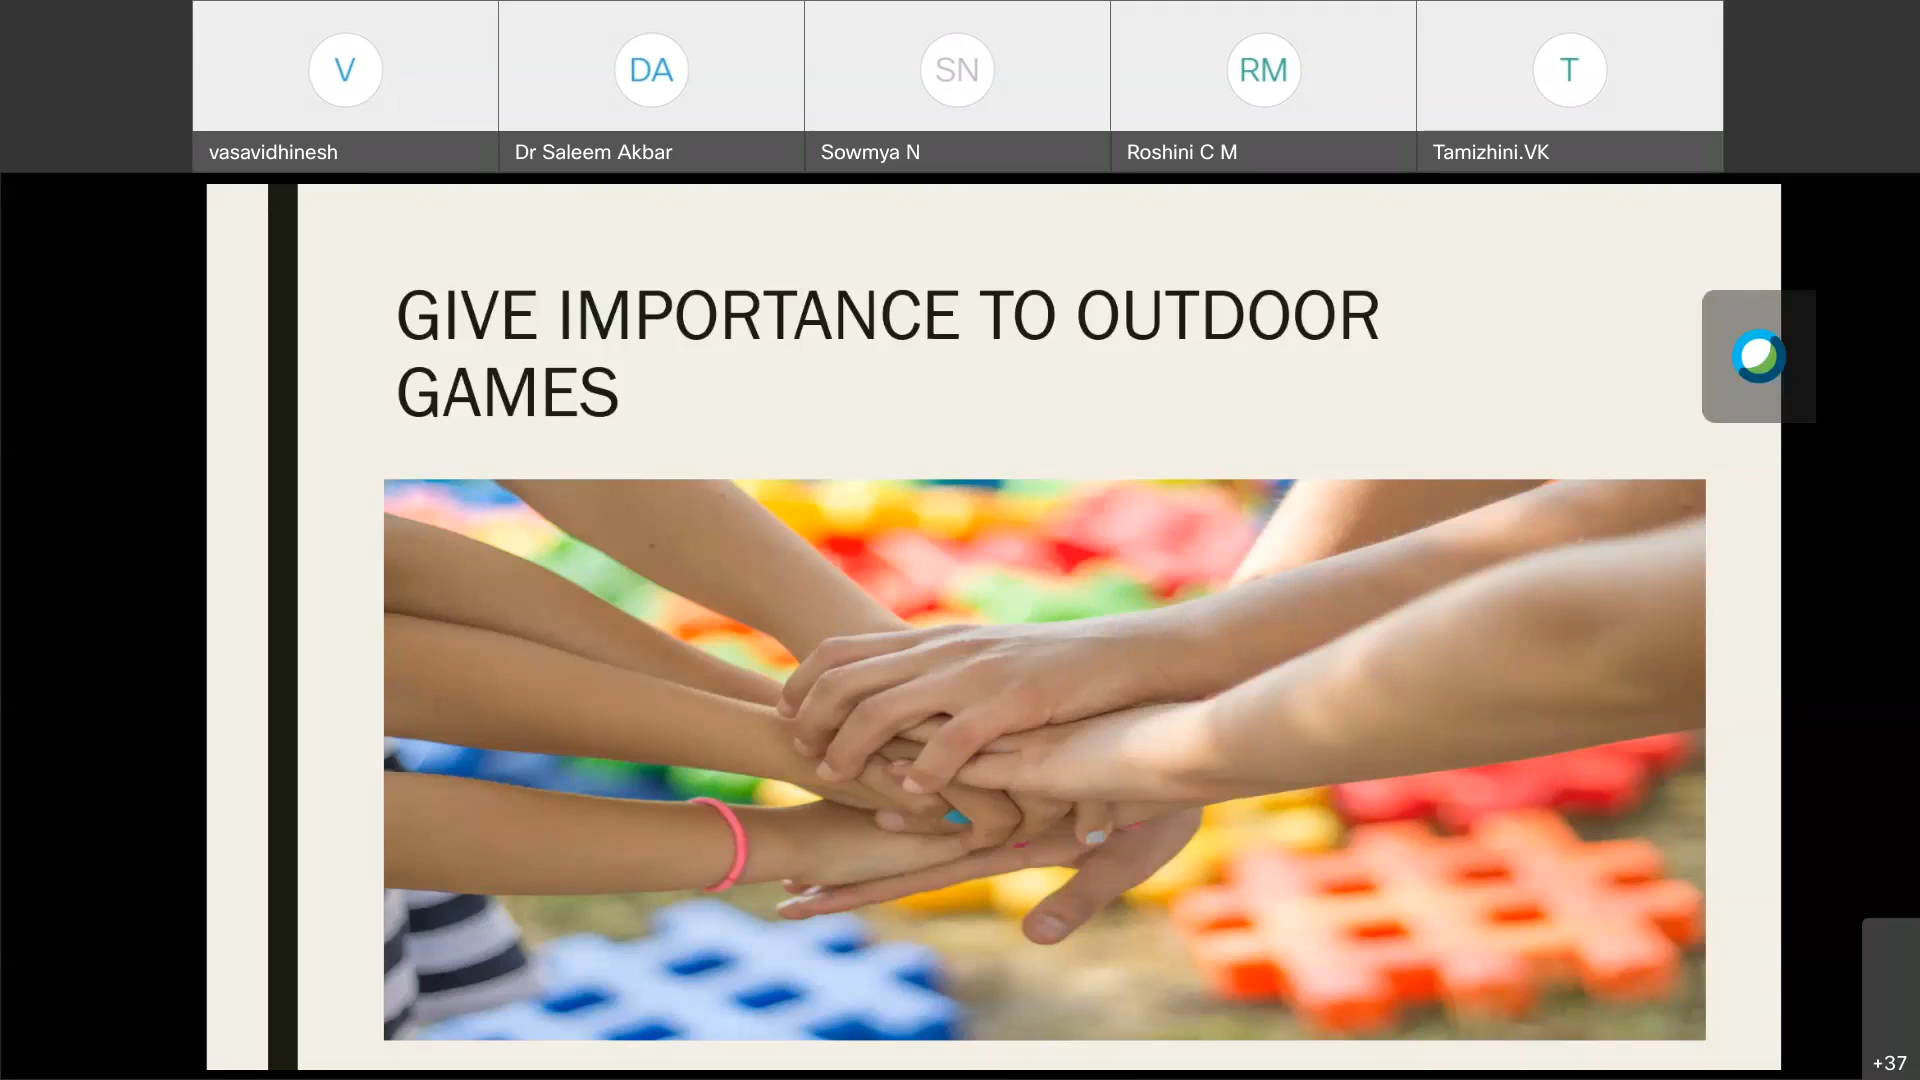 V
DA
SN
RM
T
vasavidhinesh
Dr Saleem Akbar
Sowmya N
Roshini C M
Tamizhini.VK
GIVE IMPORTANCE TO OUTDOOR
GAMES
+37